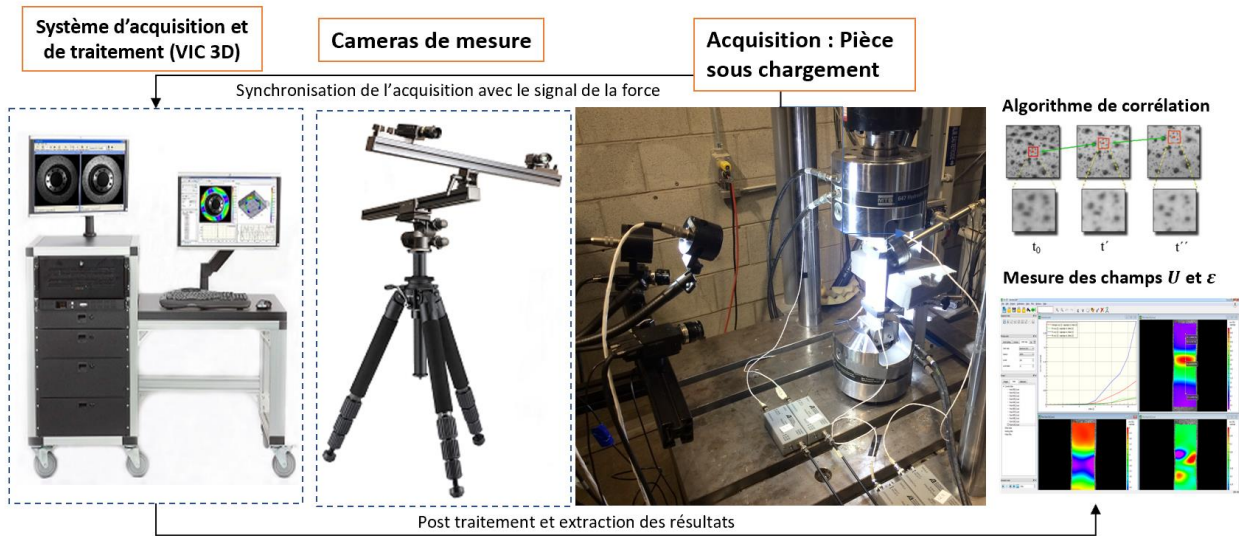 Système d’acquisition et
de traitement (VIC 3D)
Cameras de mesure
Acquisition : Pièce
sous chargement
Synchronisation de l’acquisition avec le signal de la force
Algorithme de corrélation
t0
t´
t´´
Mesure des champs U et ε
MTS
Post traitement et extraction des résultats